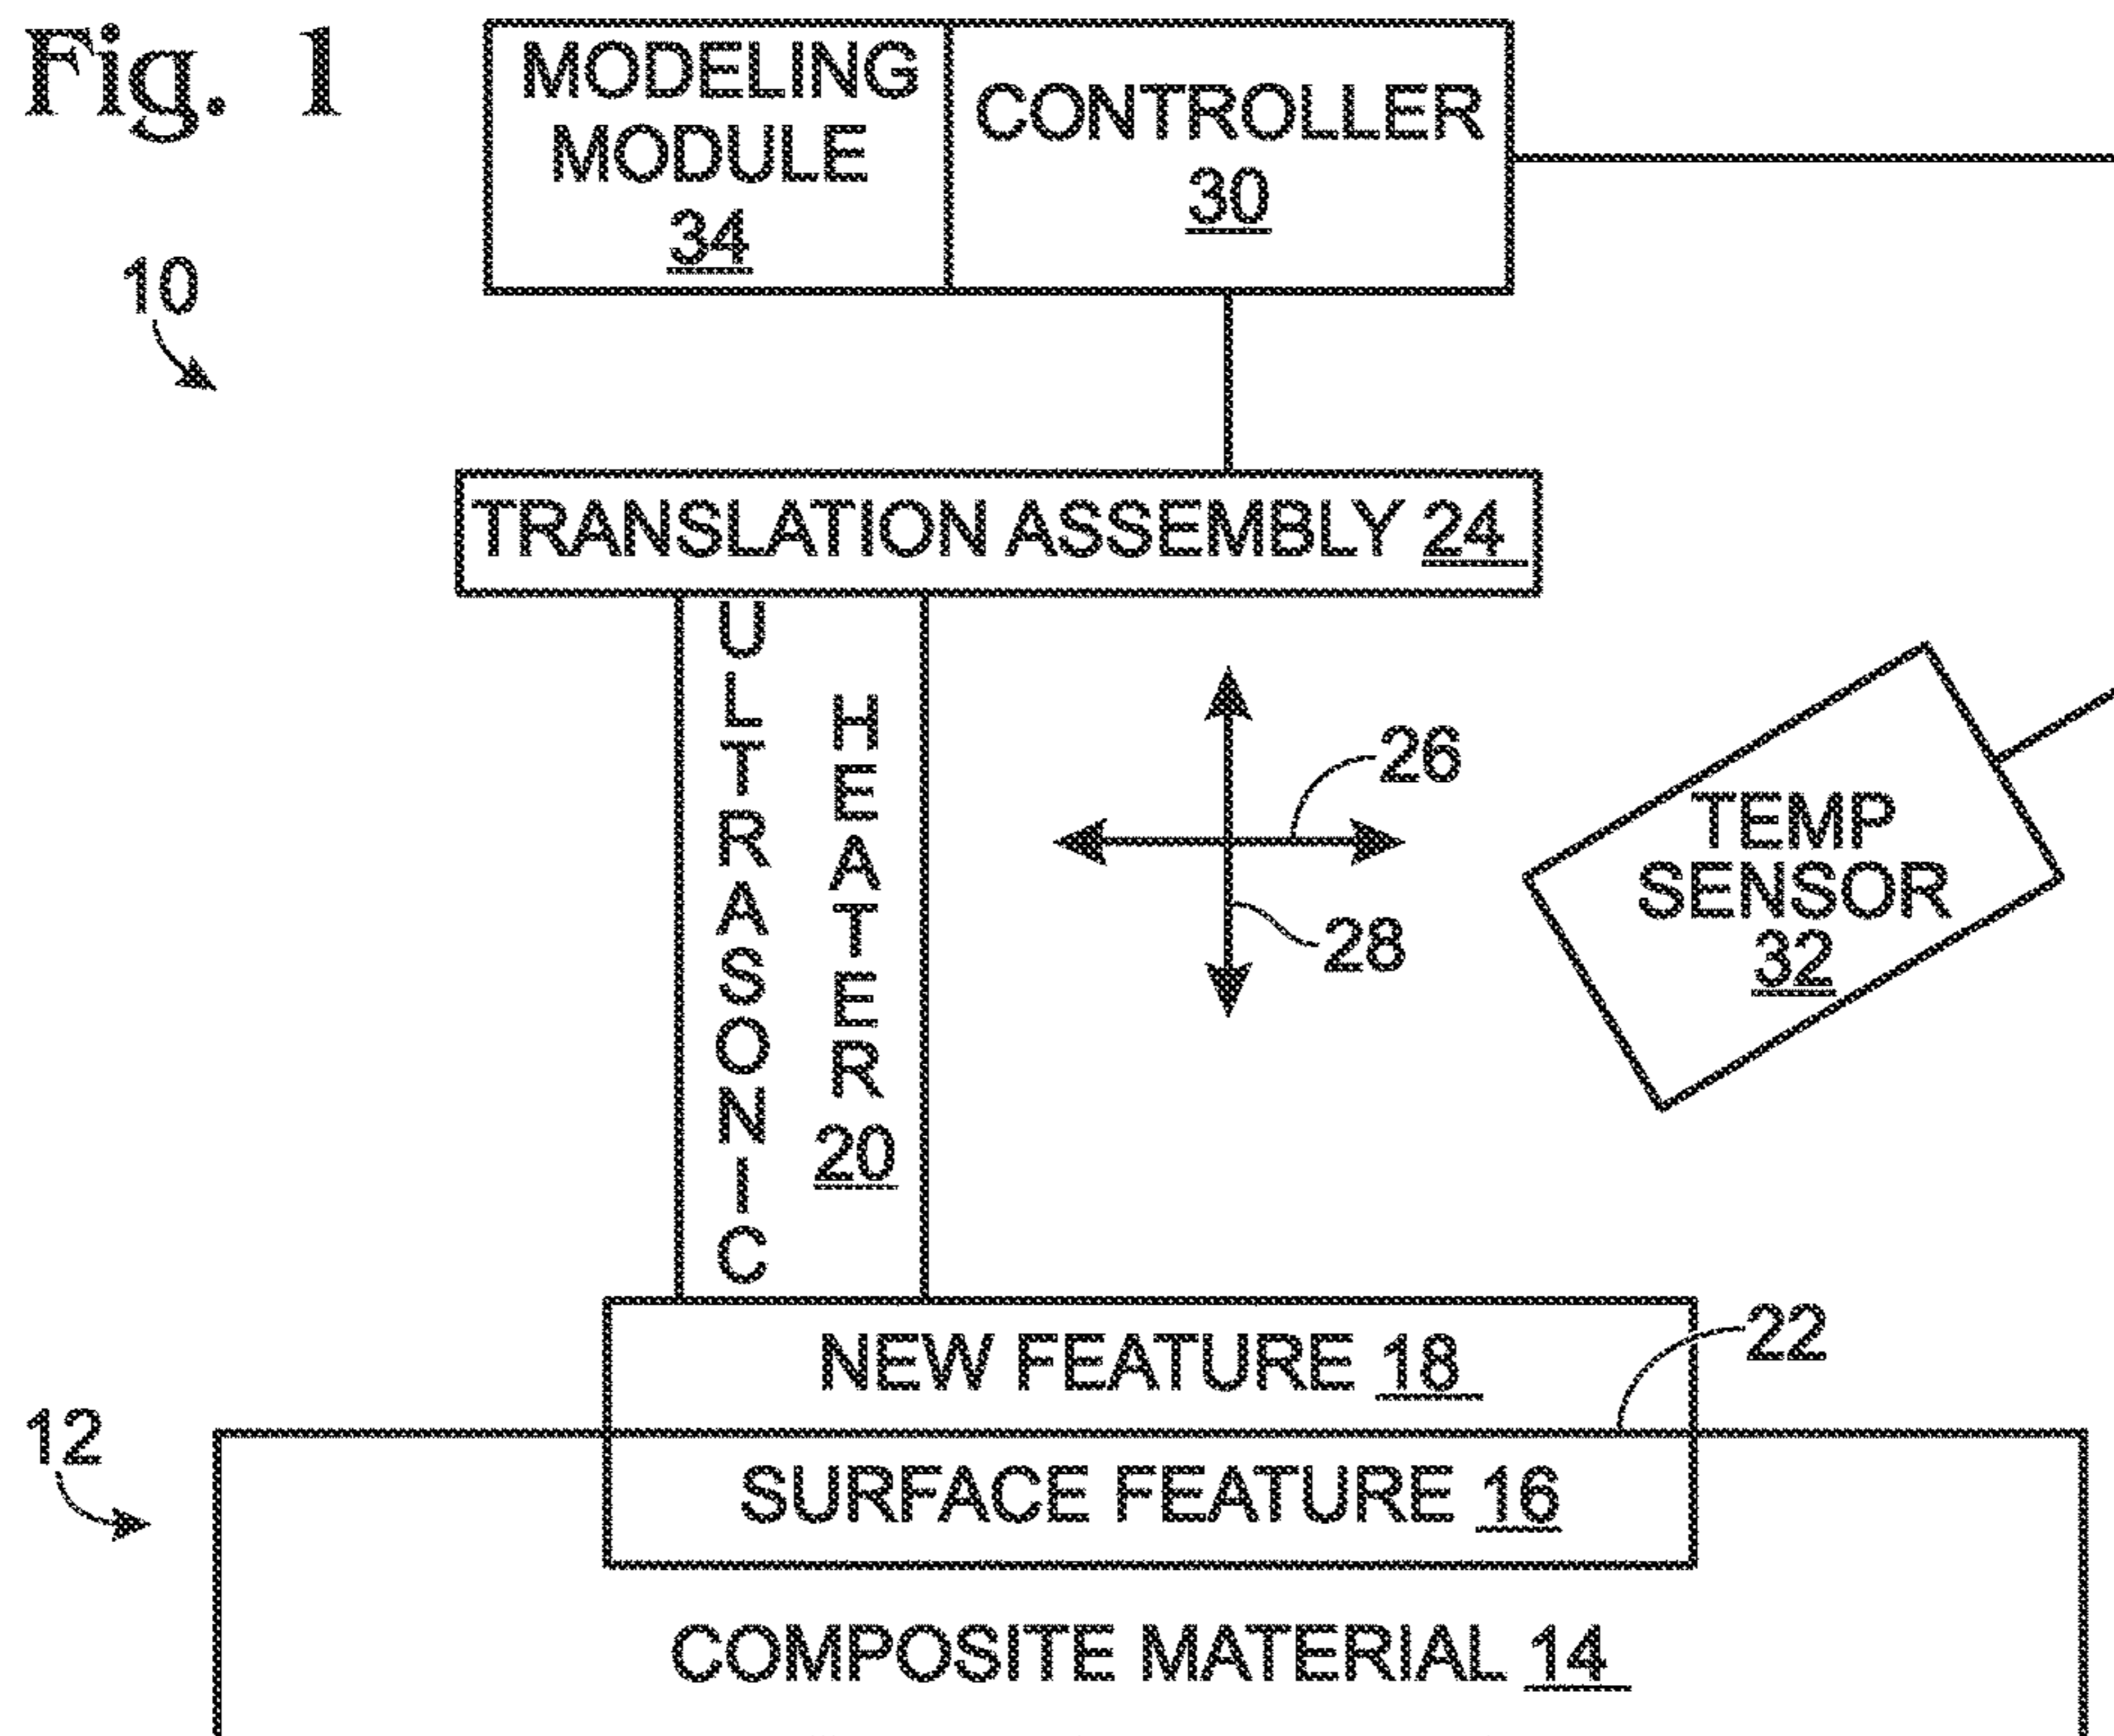 Fig. 1
MODELING
MODULE
34
CONTROLLER
30
10
TRANSLATION ASSEMBLY 24
ULTRASONIC
HEATER 20
26
28
TEMP
SENSOR
32
NEW FEATURE 18
22
12
SURFACE FEATURE 16
COMPOSITE MATERIAL 14